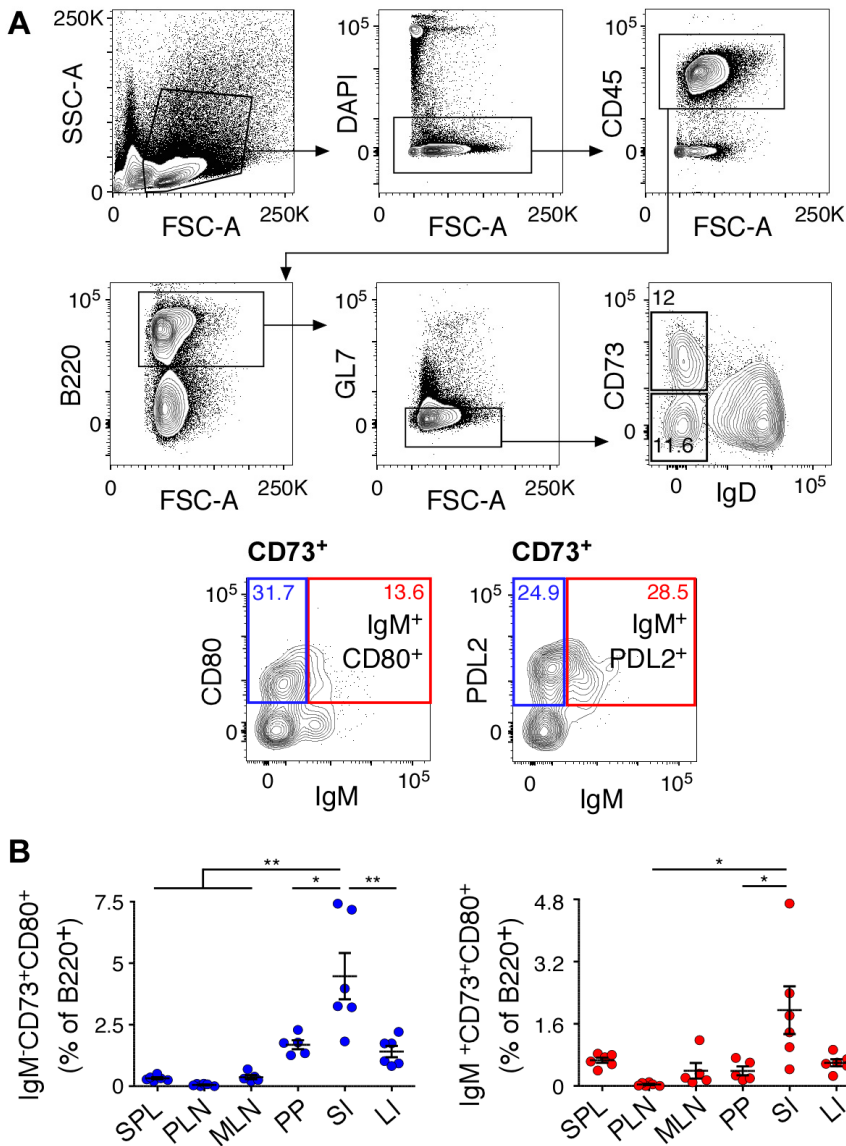 A
250K
200
150
100
50
0
SSC-A
0
250K
FSC-A
10⁵
0
DAPI
0
250K
FSC-A
10⁵
0
CD45
0
250K
FSC-A
10⁵
0
B220
0
250K
FSC-A
10⁵
0
GL7
0
250K
FSC-A
12
11.6
10⁵
0
CD73
0
10⁵
IgD
CD73⁺
31.7
13.6
IgM⁺
CD80⁺
10⁵
0
CD80
0
10⁵
IgM
CD73⁺
24.9
28.5
IgM⁺
PDL2⁺
10⁵
0
PDL2
0
10⁵
IgM
B
**
*
**
IgM⁻CD73⁺CD80⁺
(% of B220⁺)
7.5
5
2.5
0
SPL
PLN
MLN
PP
SI
LI
*
*
IgM ⁺CD73⁺CD80⁺
(% of B220⁺)
4.8
3.2
1.6
0
SPL
PLN
MLN
PP
SI
LI